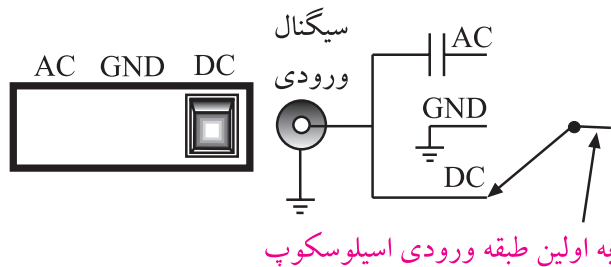 AC GND DC
سیگنال
ورودی
AC
GND
DC
به اولین طبقه ورودی اسیلوسکوپ